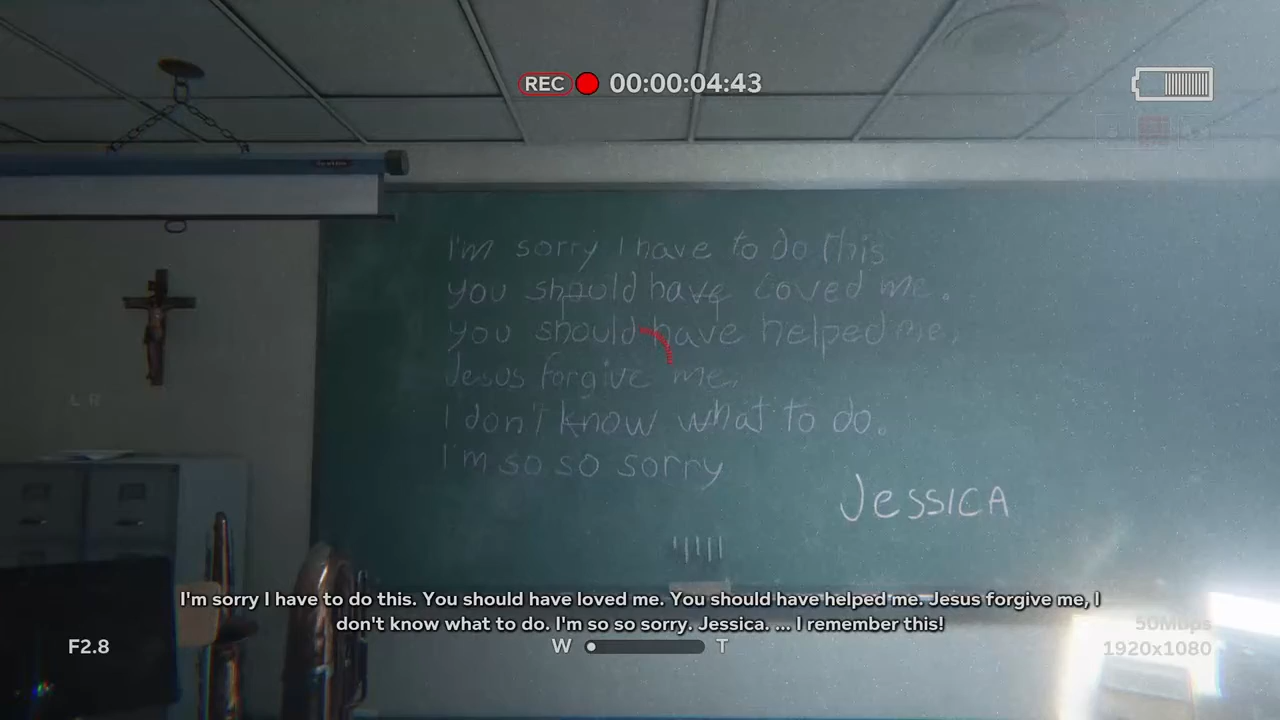 REC 00:00:04:43
I'm sorry I have to do this
you should have loved me.
you should have helped me,
Jesus forgive me,
I don't know what to do.
I'm so so sorry
JESSICA
L R
I'm sorry I have to do this. You should have loved me. You should have helped me. Jesus forgive me, I
don't know what to do. I'm so so sorry. Jessica. ... I remember this!
50Mbps
F2.8
W T
1920x1080